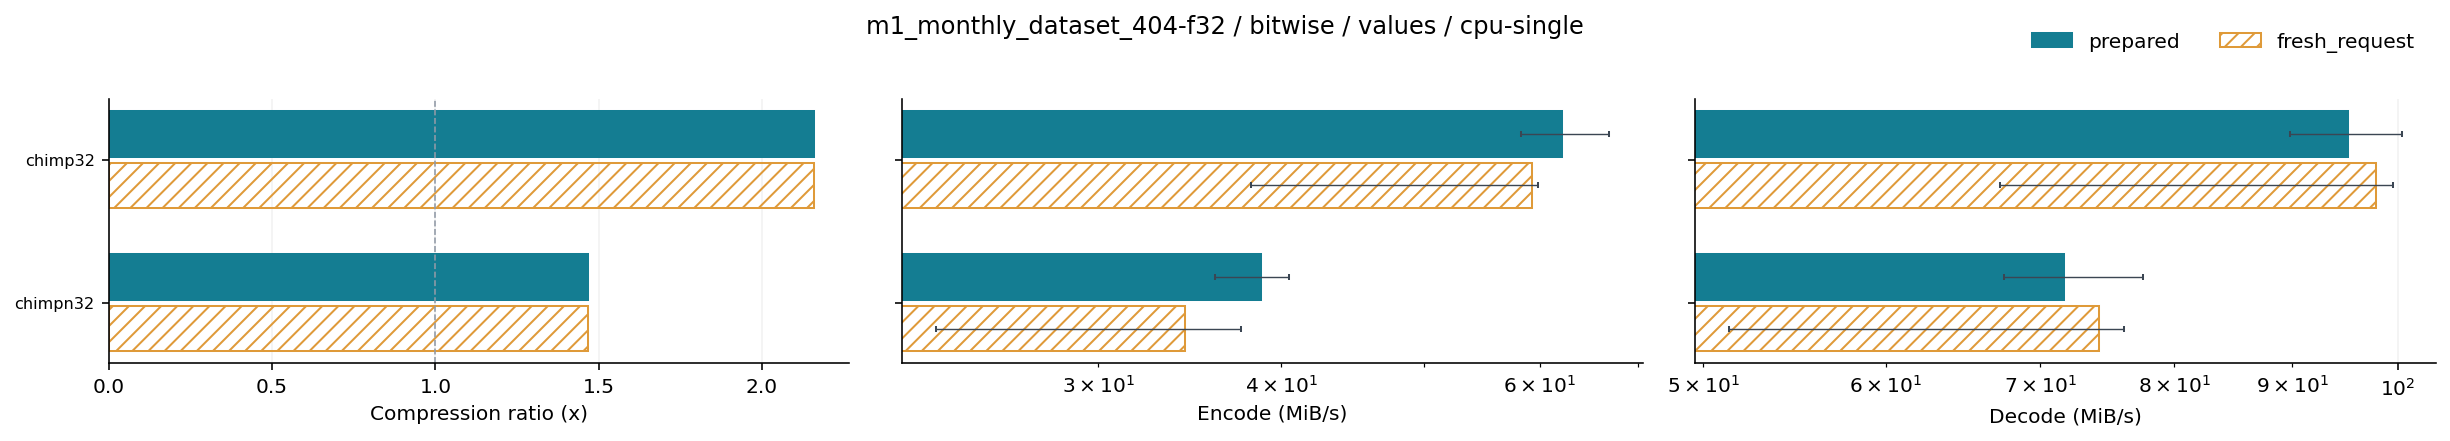 m1_monthly_dataset_404-f32 / bitwise / values / cpu-single
prepared
fresh_request
chimp32
chimpn32
0.0
0.5
1.0
1.5
2.0
Compression ratio (x)
3 × 10¹
4 × 10¹
6 × 10¹
Encode (MiB/s)
5 × 10¹
6 × 10¹
7 × 10¹
8 × 10¹
9 × 10¹
10²
Decode (MiB/s)